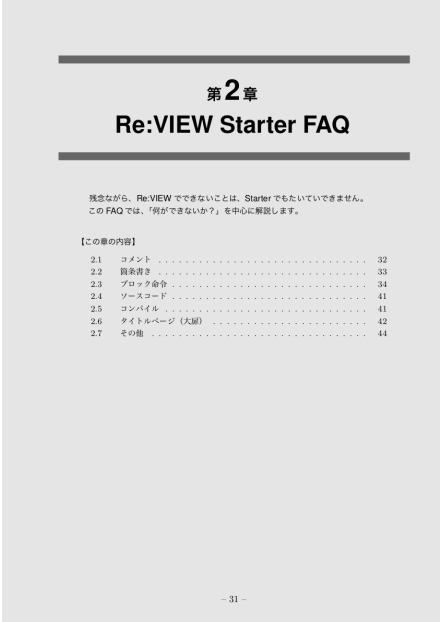 第2章
Re:VIEW Starter FAQ
残念ながら、Re:VIEW でできないことは、Starter でもたいていできません。
この FAQ では、「何ができないか？」を中心に解説します。
【この章の内容】
2.1 コメント . . . . . . . . . . . . . . . . . . . . . . . . . . . . . . . . 32
2.2 箇条書き . . . . . . . . . . . . . . . . . . . . . . . . . . . . . . . . 33
2.3 ブロック命令 . . . . . . . . . . . . . . . . . . . . . . . . . . . . . . 34
2.4 ソースコード . . . . . . . . . . . . . . . . . . . . . . . . . . . . . . 41
2.5 コンパイル . . . . . . . . . . . . . . . . . . . . . . . . . . . . . . . 41
2.6 タイトルページ（大扉） . . . . . . . . . . . . . . . . . . . . . . . . 42
2.7 その他 . . . . . . . . . . . . . . . . . . . . . . . . . . . . . . . . . 44
– 31 –